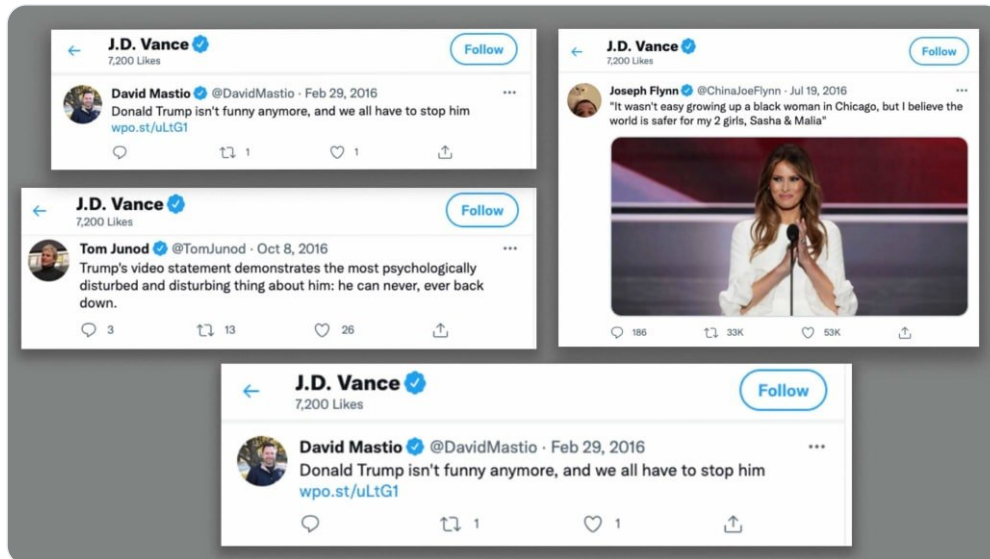 J.D. Vance
7,200 Likes
Follow
David Mastio @DavidMastio · Feb 29, 2016
Donald Trump isn't funny anymore, and we all have to stop him
wpo.st/uLtG1
1
1
J.D. Vance
7,200 Likes
Follow
Joseph Flynn @ChinaJoeFlynn · Jul 19, 2016
"It wasn't easy growing up a black woman in Chicago, but I believe the
world is safer for my 2 girls, Sasha & Malia"
186
33K
53K
J.D. Vance
7,200 Likes
Follow
Tom Junod @TomJunod · Oct 8, 2016
Trump's video statement demonstrates the most psychologically
disturbed and disturbing thing about him: he can never, ever back
down.
3
13
26
J.D. Vance
7,200 Likes
Follow
David Mastio @DavidMastio · Feb 29, 2016
Donald Trump isn't funny anymore, and we all have to stop him
wpo.st/uLtG1
1
1